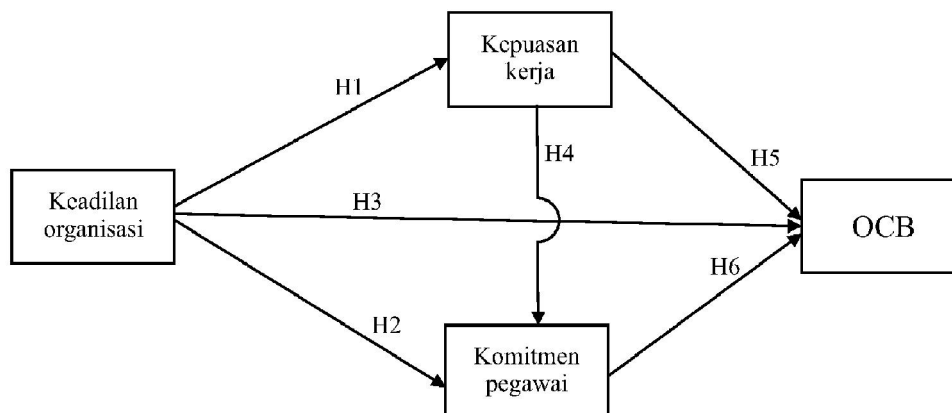 Kepuasan
kerja
H1
H4
H5
Keadilan
organisasi
H3
OCB
H6
H2
Komitmen
pegawai